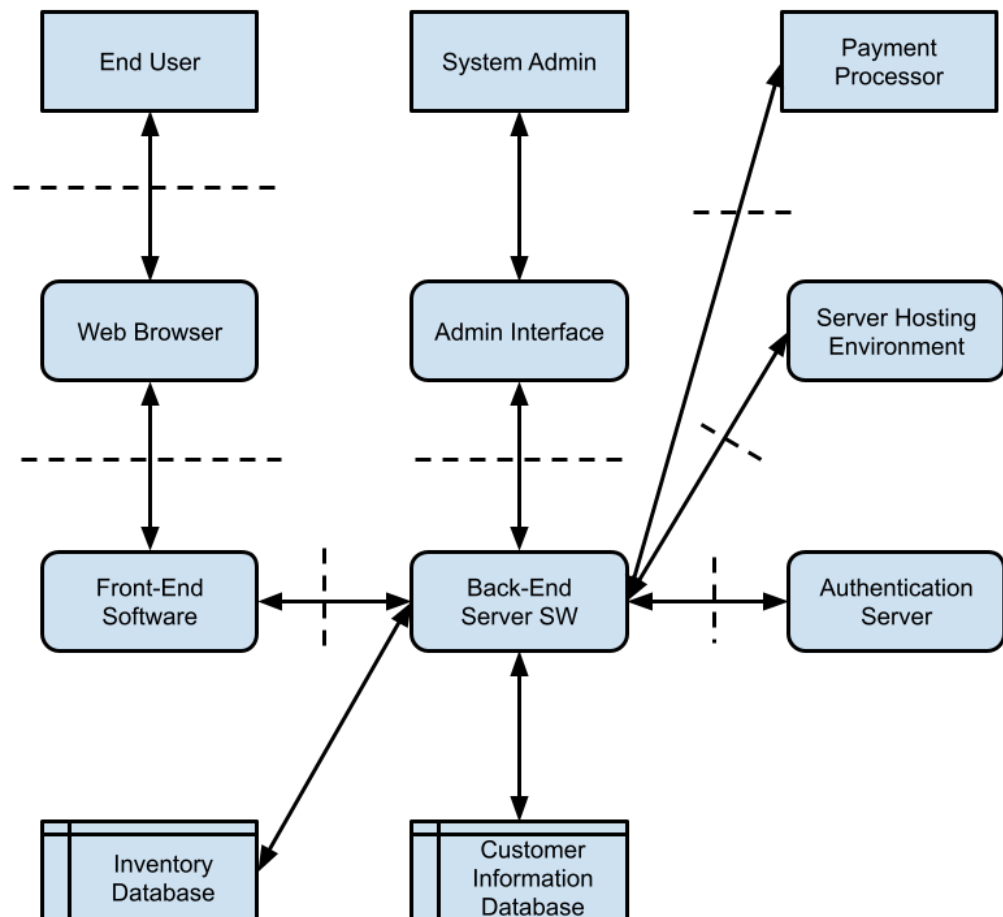 End User
System Admin
Payment
Processor
Web Browser
Admin Interface
Server Hosting
Environment
Front-End
Software
Back-End
Server SW
Authentication
Server
Inventory
Database
Customer
Information
Database